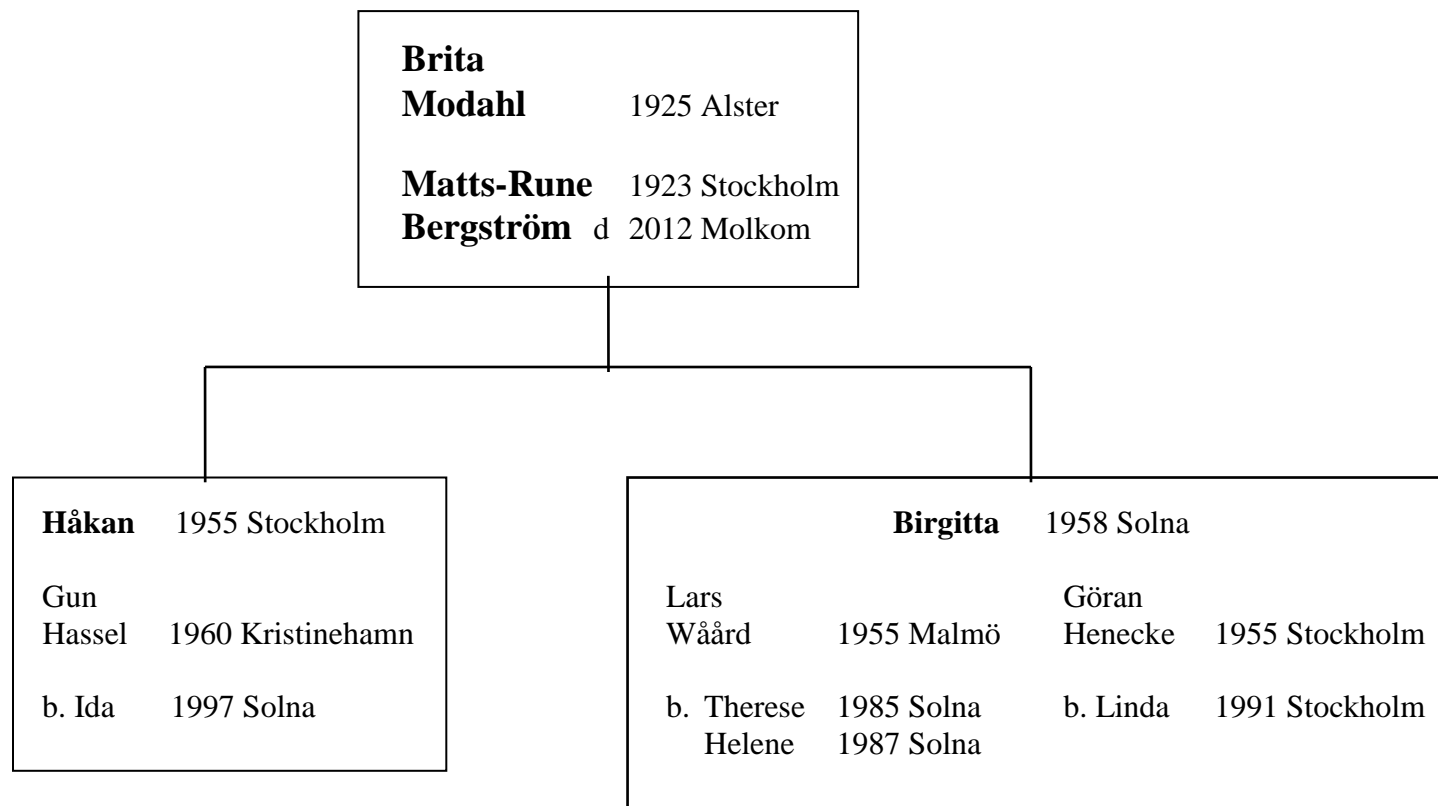 Brita
Modahl 1925 Alster
Matts-Rune 1923 Stockholm
Bergström d 2012 Molkom
Håkan 1955 Stockholm
Gun
Hassel 1960 Kristinehamn
b. Ida 1997 Solna
Birgitta 1958 Solna
Lars
Wåård 1955 Malmö
b. Therese 1985 Solna
Helene 1987 Solna
Göran
Henecke 1955 Stockholm
b. Linda 1991 Stockholm